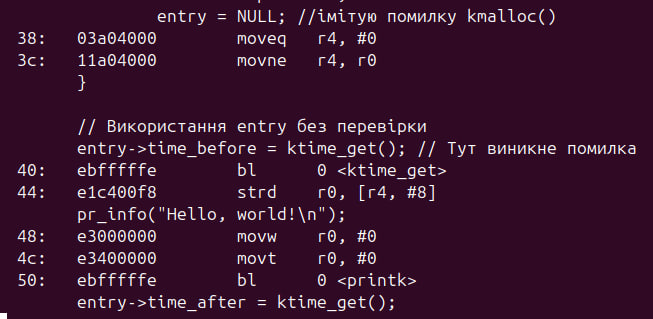 entry = NULL; //імітую помилку kmalloc()
38: 03a04000 moveq r4, #0
3c: 11a04000 movne r4, r0
}
// Використання entry без перевірки
entry->time_before = ktime_get(); // Тут виникне помилка
40: ebfffffe bl 0 <ktime_get>
44: e1c400f8 strd r0, [r4, #8]
pr_info("Hello, world!\n");
48: e3000000 movw r0, #0
4c: e3400000 movt r0, #0
50: ebfffffe bl 0 <printk>
entry->time_after = ktime_get();